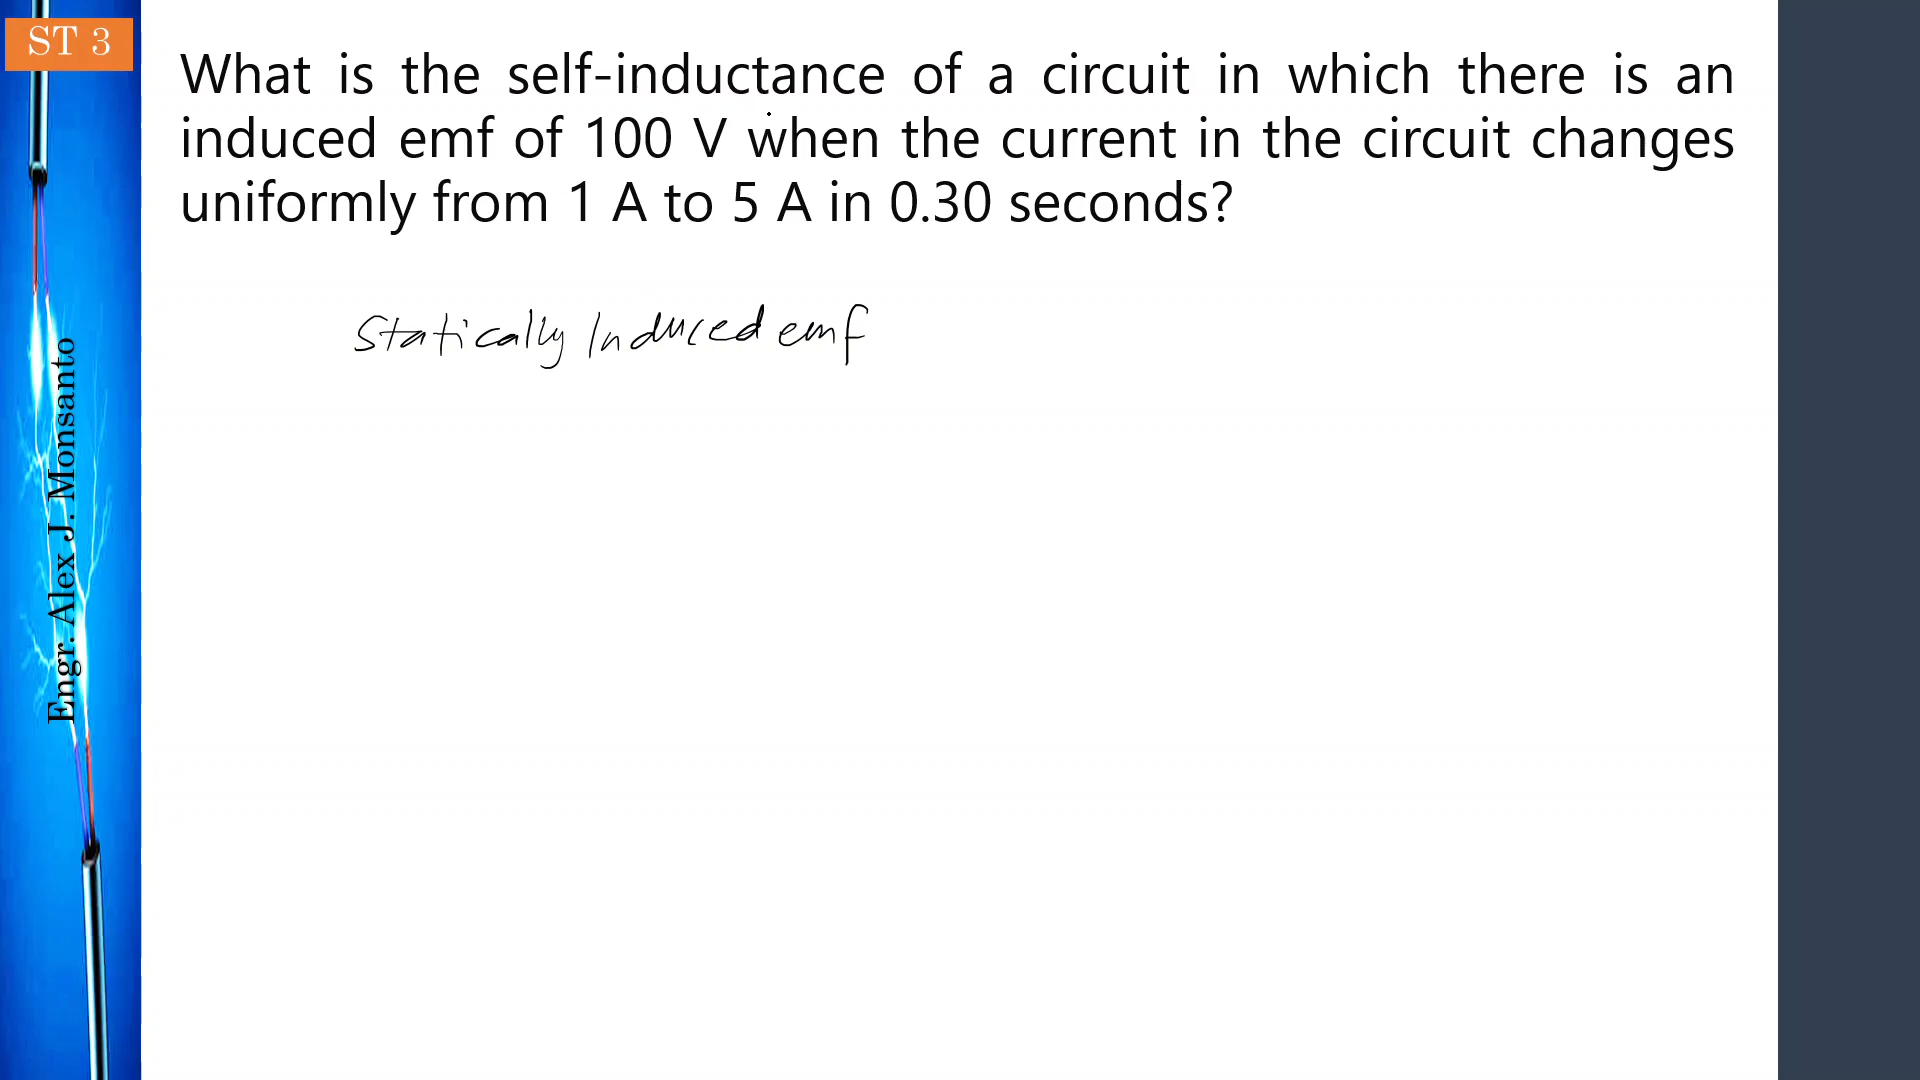 ST 3
What is the self-inductance of a circuit in which there is an
induced emf of 100 V when the current in the circuit changes
uniformly from 1 A to 5 A in 0.30 seconds?
Statically Induced emf
Engr. Alex J. Monsanto